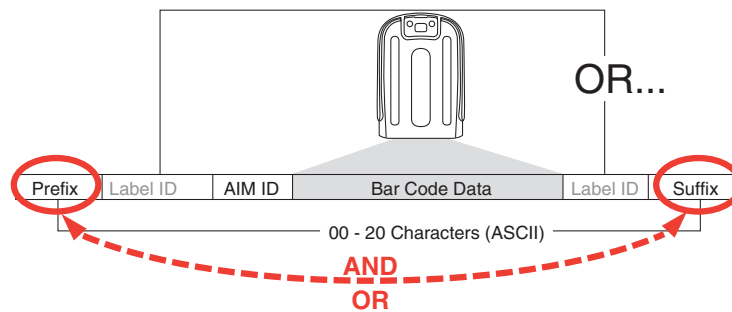 OR...
Prefix Label ID AIM ID Bar Code Data Label ID Suffix
00 - 20 Characters (ASCII)
AND
OR